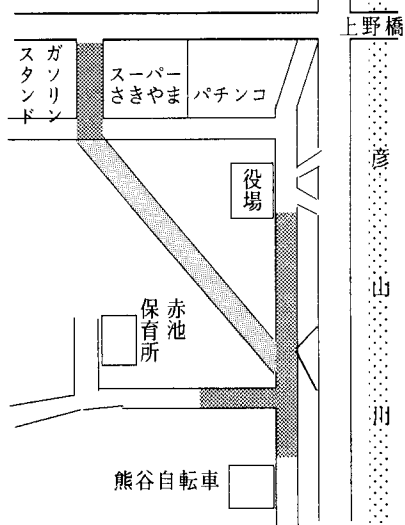 上野橋
ガソリン
スタンド
スーパー
さきやま
パチンコ
役場
彦山川
赤池
保育所
熊谷自転車